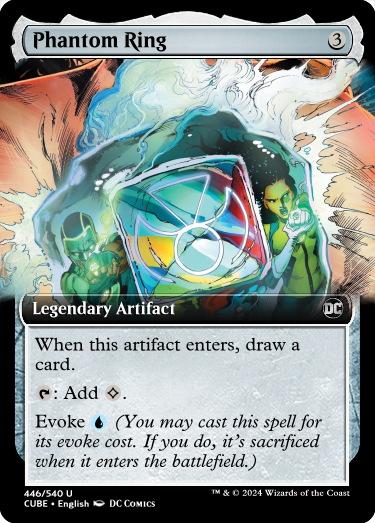 Phantom Ring 3
Legendary Artifact DC
When this artifact enters, draw a
card.
: Add .
Evoke (You may cast this spell for
its evoke cost. If you do, it’s sacrificed
when it enters the battlefield.)
446/540 U
CUBE • English DC Comics ™ & © 2024 Wizards of the Coast